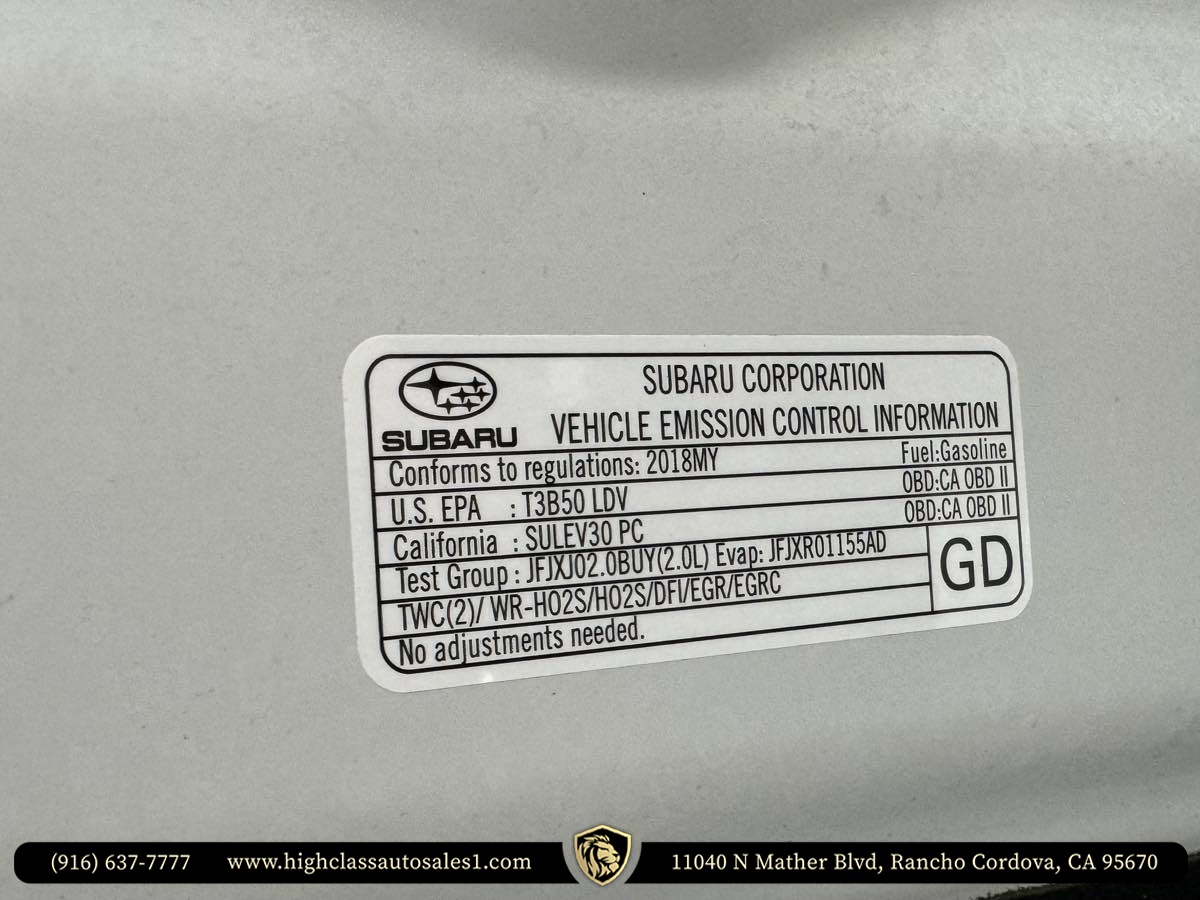 SUBARU CORPORATION
VEHICLE EMISSION CONTROL INFORMATION
SUBARU
Conforms to regulations: 2018MY Fuel:Gasoline
U.S. EPA : T3B50 LDV OBD:CA OBD II
California : SULEV30 PC OBD:CA OBD II
Test Group : JFJXJ02.0BUY(2.0L) Evap: JFJXR01155AD
TWC(2)/ WR-HO2S/HO2S/DFI/EGR/EGRC
GD
No adjustments needed.
(916) 637-7777 www.highclassautosales1.com 11040 N Mather Blvd, Rancho Cordova, CA 95670